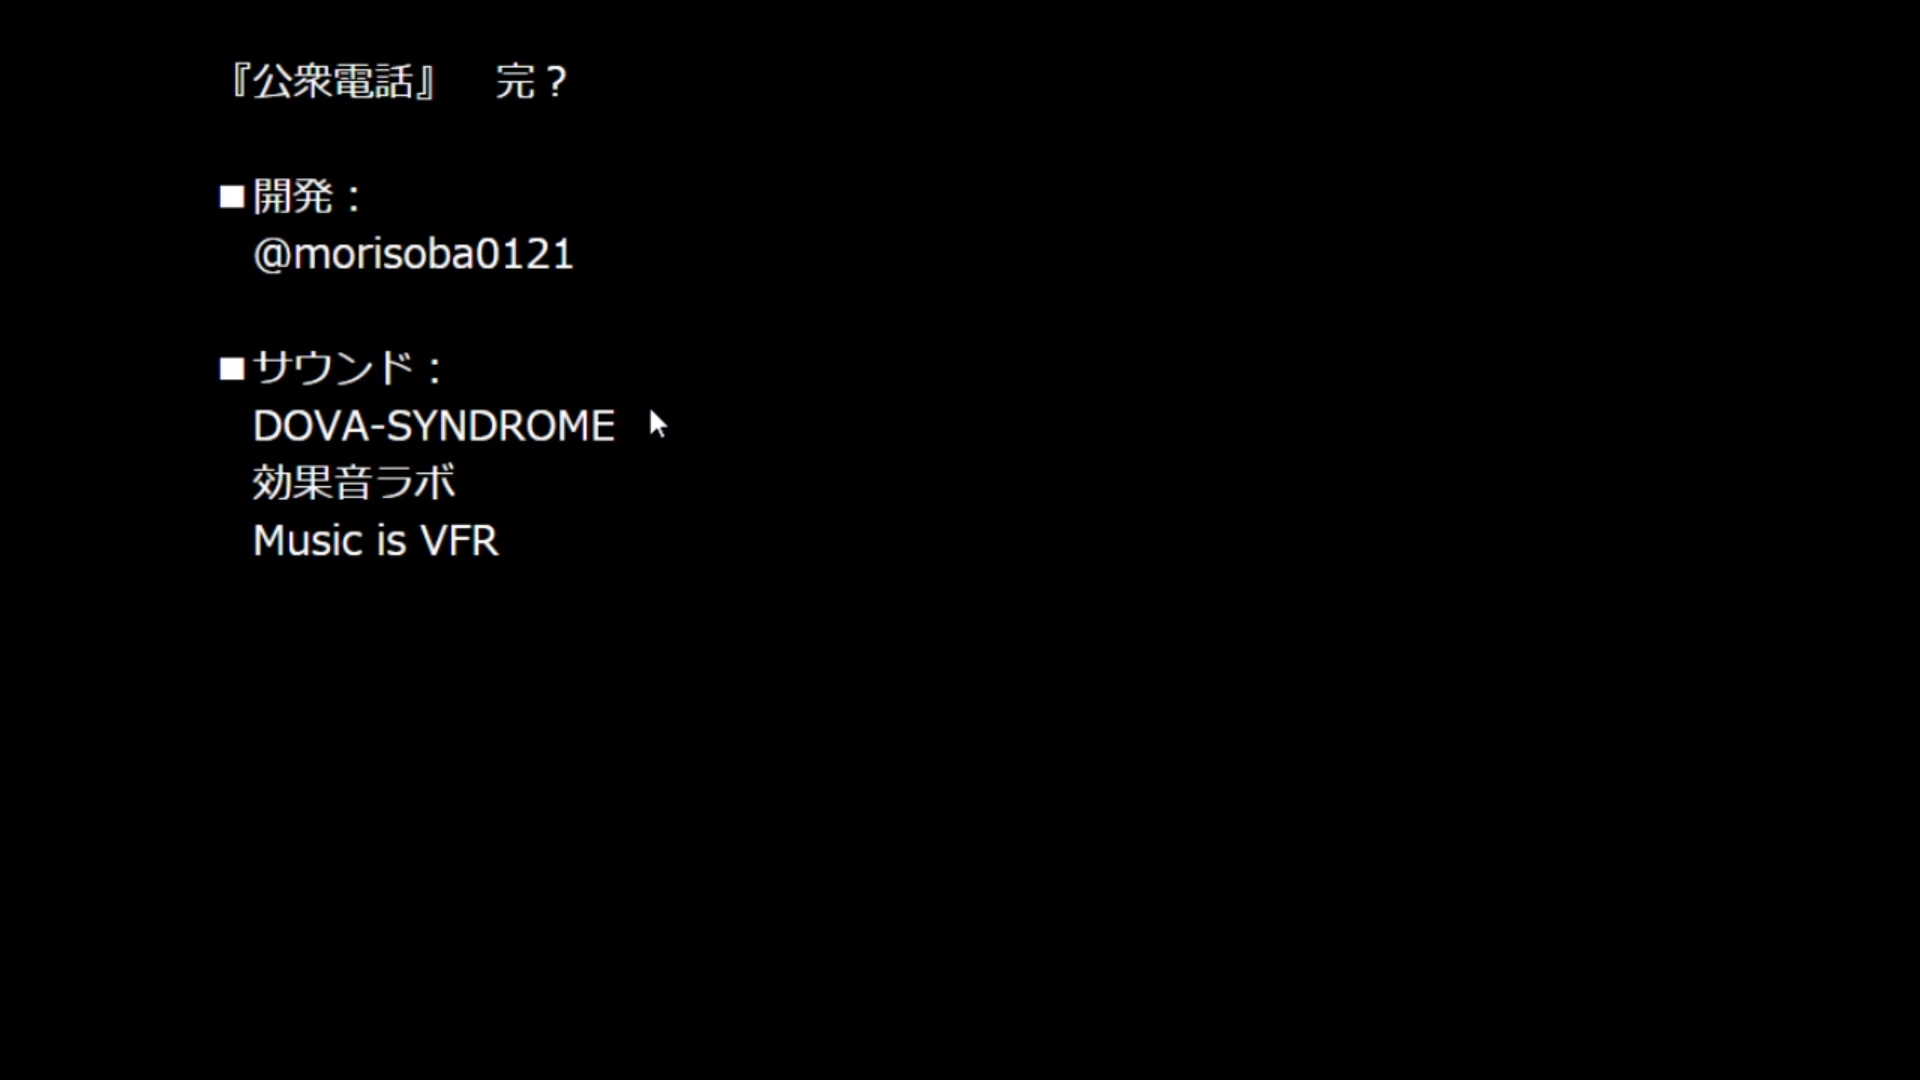 『公衆電話』　完？
■開発：
@morisoba0121
■サウンド：
DOVA-SYNDROME
効果音ラボ
Music is VFR